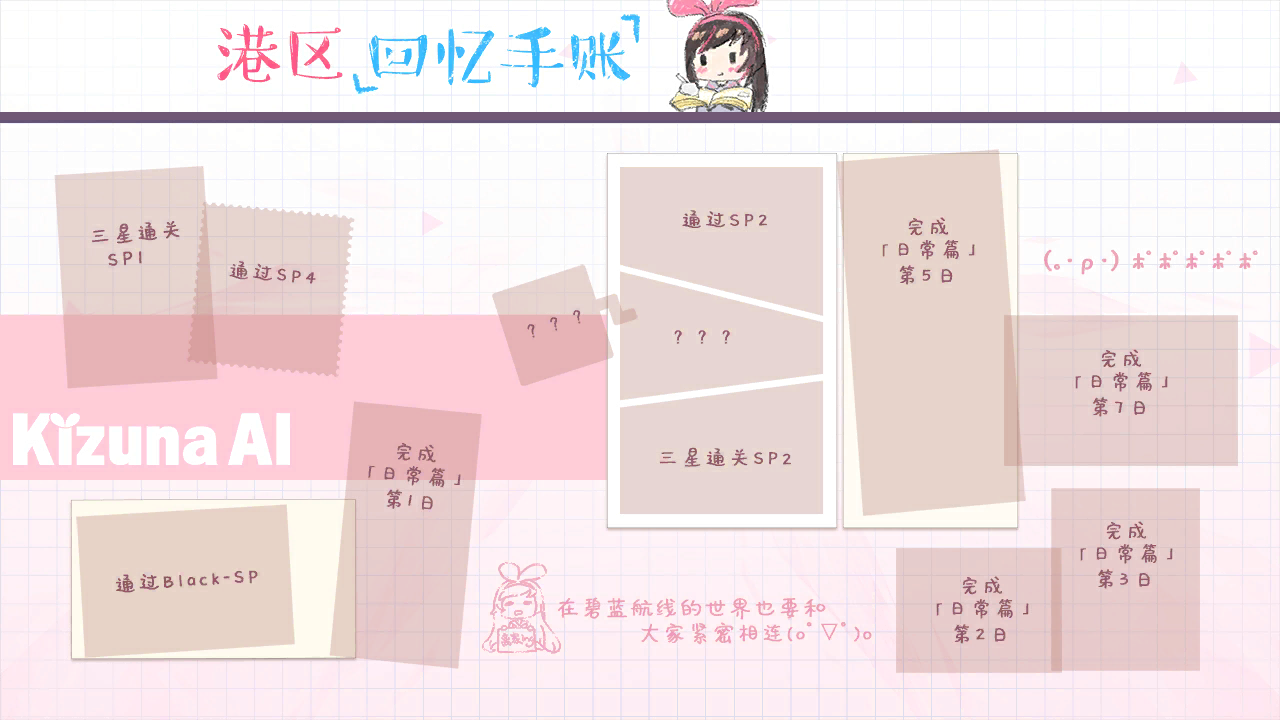 港区 回忆手账
三星通关
SP1
通过SP4
? ? ?
通过SP2
? ? ?
三星通关SP2
完成
「日常篇」
第5日
(｡･ρ･) ﾎﾟﾎﾟﾎﾟﾎﾟﾎﾟ
完成
「日常篇」
第7日
Kizuna AI
完成
「日常篇」
第1日
通过Black-SP
在碧蓝航线的世界也要和
大家紧密相连(oﾟ▽ﾟ)o
完成
「日常篇」
第2日
完成
「日常篇」
第3日